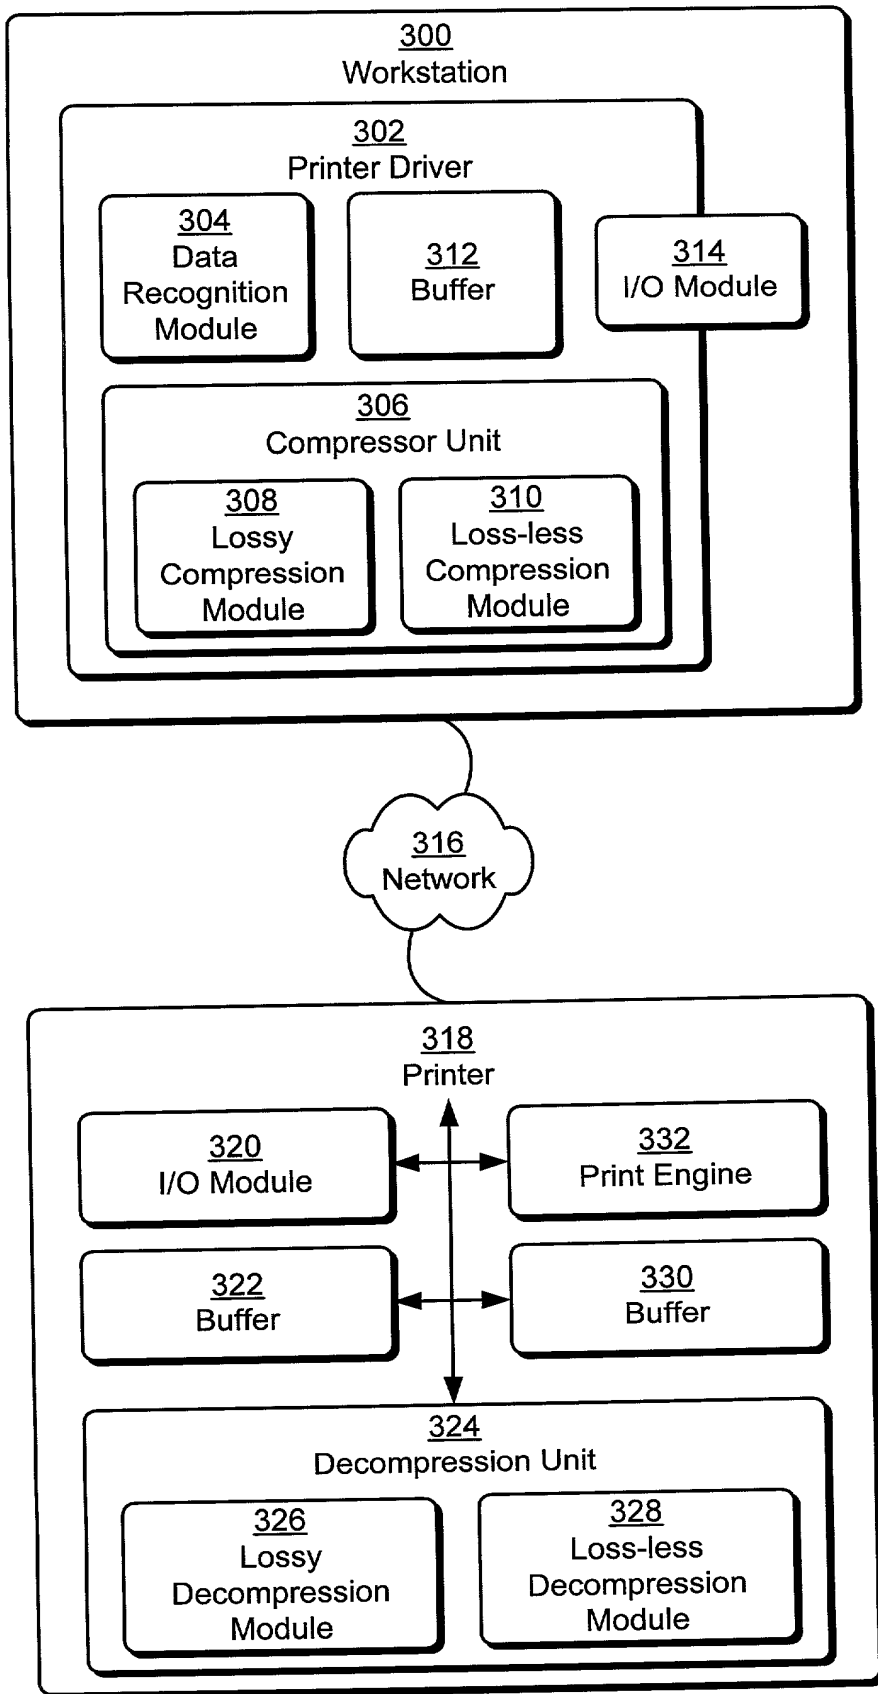 300
Workstation
302
Printer Driver
304
Data
Recognition
Module
312
Buffer
314
I/O Module
306
Compressor Unit
308
Lossy
Compression
Module
310
Loss-less
Compression
Module
316
Network
318
Printer
320
I/O Module
332
Print Engine
322
Buffer
330
Buffer
324
Decompression Unit
326
Lossy
Decompression
Module
328
Loss-less
Decompression
Module